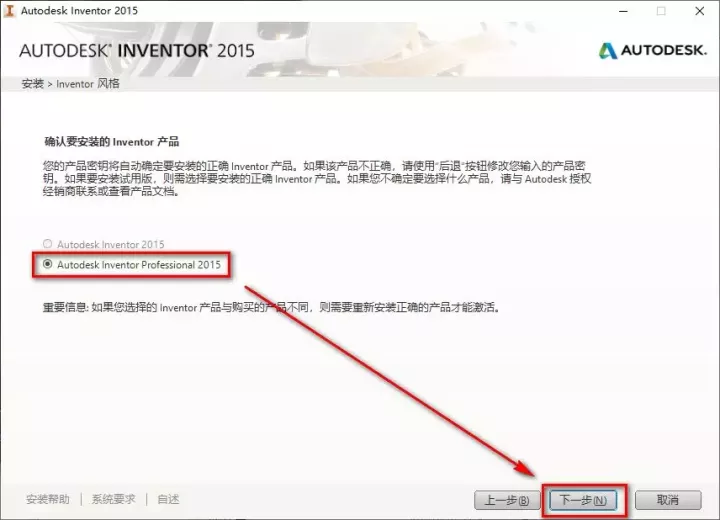 Autodesk Inventor 2015
AUTODESK® INVENTOR® 2015
AUTODESK.
安装 > Inventor 风格
确认要安装的 Inventor 产品
您的产品密钥将自动确定要安装的正确 Inventor 产品。如果该产品不正确，请使用“后退”按钮修改您输入的产品密
钥。如果要安装试用版，则需选择要安装的正确 Inventor 产品。如果您不确定要选择什么产品，请与 Autodesk 授权
经销商联系或查看产品文档。
Autodesk Inventor 2015
Autodesk Inventor Professional 2015
重要信息: 如果您选择的 Inventor 产品与购买的产品不同，则需要重新安装正确的产品才能激活。
安装帮助 | 系统要求 | 自述
上一步(B) 下一步(N) 取消